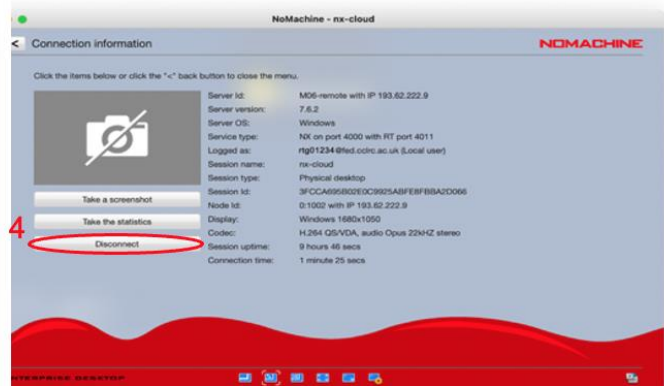 NoMachine - nx-cloud
< Connection information
NOMACHINE
Click the items below or click the "<" back button to close the menu.
Server Id: M06-remote with IP 193.62.222.9
Server version: 7.6.2
Server OS: Windows
Service type: NX on port 4000 with RT port 4011
Logged as: rtg01234@fed.cclrc.ac.uk (Local user)
Session name: nx-cloud
Session type: Physical desktop
Session Id: 3FCCA695B02E0C9925ABFE8FBBA2D066
Node Id: 0:1002 with IP 193.62.222.9
Display: Windows 1680x1050
Codec: H.264 QS/VDA, audio Opus 22kHZ stereo
Session uptime: 9 hours 46 secs
Connection time: 1 minute 25 secs
Take a screenshot
Take the statistics
4
Disconnect
NTERPRISE DESKTOP